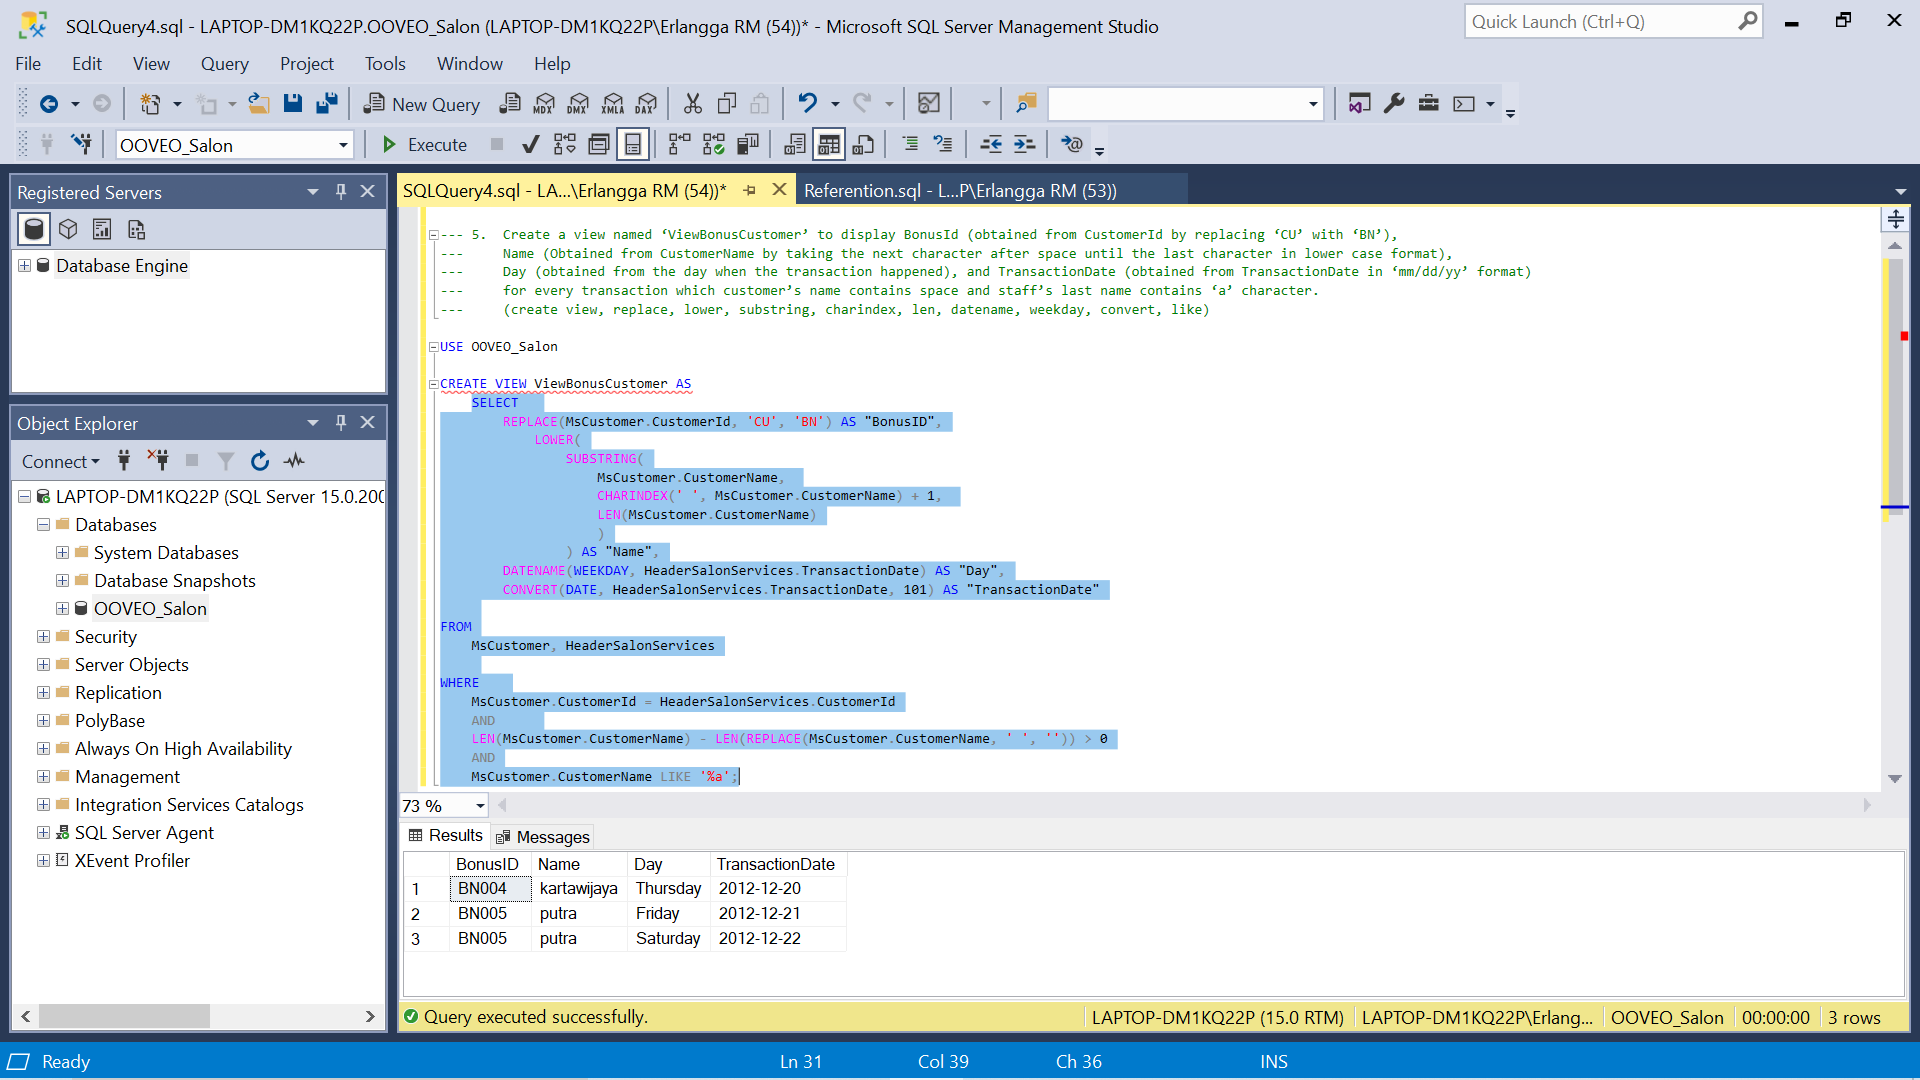 SQLQuery4.sql - LAPTOP-DM1KQ22P.OOVEO_Salon (LAPTOP-DM1KQ22P\Erlangga RM (54))* - Microsoft SQL Server Management Studio
Quick Launch (Ctrl+Q)
File Edit View Query Project Tools Window Help
New Query MDX DMX XMLA DAX
OOVEO_Salon Execute
Registered Servers
Database Engine
Object Explorer
Connect
LAPTOP-DM1KQ22P (SQL Server 15.0.200
Databases
System Databases
Database Snapshots
OOVEO_Salon
Security
Server Objects
Replication
PolyBase
Always On High Availability
Management
Integration Services Catalogs
SQL Server Agent
XEvent Profiler
SQLQuery4.sql - LA...\Erlangga RM (54))* Referention.sql - L...P\Erlangga RM (53))
--- 5. Create a view named ‘ViewBonusCustomer’ to display BonusId (obtained from CustomerId by replacing ‘CU’ with ‘BN’),
--- Name (Obtained from CustomerName by taking the next character after space until the last character in lower case format),
--- Day (obtained from the day when the transaction happened), and TransactionDate (obtained from TransactionDate in ‘mm/dd/yy’ format)
--- for every transaction which customer’s name contains space and staff’s last name contains ‘a’ character.
--- (create view, replace, lower, substring, charindex, len, datename, weekday, convert, like)
USE OOVEO_Salon
CREATE VIEW ViewBonusCustomer AS
SELECT
REPLACE(MsCustomer.CustomerId, 'CU', 'BN') AS "BonusID",
LOWER(
SUBSTRING(
MsCustomer.CustomerName,
CHARINDEX(' ', MsCustomer.CustomerName) + 1,
LEN(MsCustomer.CustomerName)
)
) AS "Name",
DATENAME(WEEKDAY, HeaderSalonServices.TransactionDate) AS "Day",
CONVERT(DATE, HeaderSalonServices.TransactionDate, 101) AS "TransactionDate"
FROM
MsCustomer, HeaderSalonServices
WHERE
MsCustomer.CustomerId = HeaderSalonServices.CustomerId
AND
LEN(MsCustomer.CustomerName) - LEN(REPLACE(MsCustomer.CustomerName, ' ', '')) > 0
AND
MsCustomer.CustomerName LIKE '%a';
73 %
Results Messages
BonusID Name Day TransactionDate
1 BN004 kartawijaya Thursday 2012-12-20
2 BN005 putra Friday 2012-12-21
3 BN005 putra Saturday 2012-12-22
Query executed successfully. LAPTOP-DM1KQ22P (15.0 RTM) LAPTOP-DM1KQ22P\Erlang... OOVEO_Salon 00:00:00 3 rows
Ready Ln 31 Col 39 Ch 36 INS